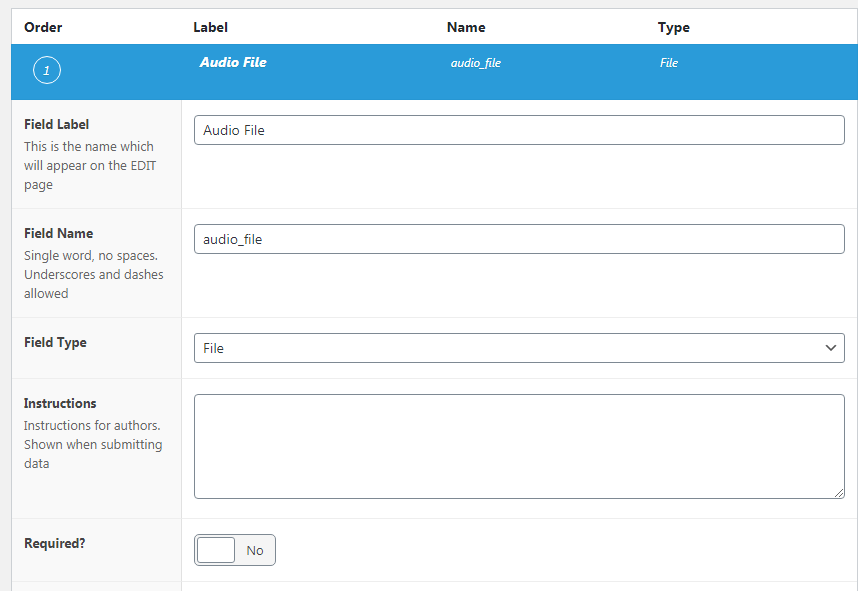 Order Label Name Type
1 Audio File audio_file File
Field Label
This is the name which
will appear on the EDIT
page
Audio File
Field Name
Single word, no spaces.
Underscores and dashes
allowed
audio_file
Field Type
File
Instructions
Instructions for authors.
Shown when submitting
data
Required?
No